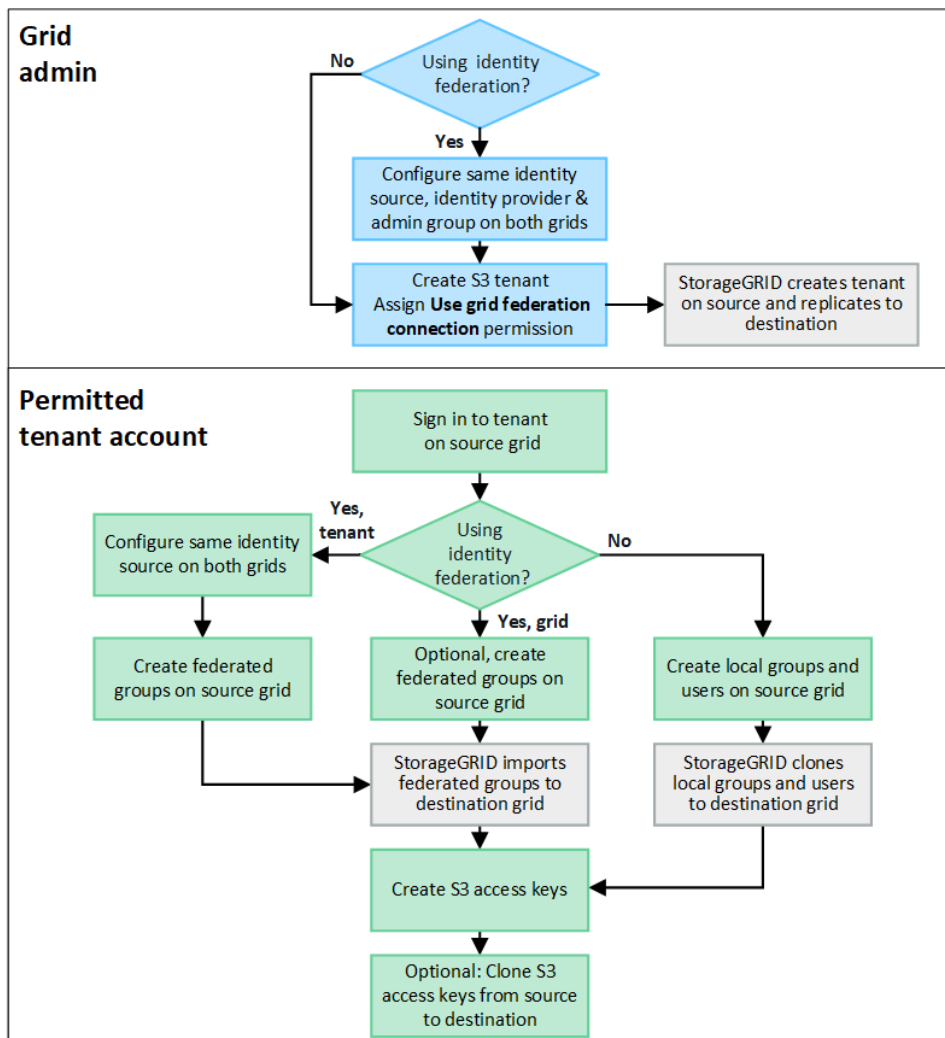 Grid
admin
No
Using identity
federation?
Yes
Configure same identity
source, identity provider &
admin group on both grids
Create S3 tenant
Assign Use grid federation
connection permission
StorageGRID creates tenant
on source and replicates to
destination
Permitted
tenant account
Sign in to tenant
on source grid
Yes,
tenant
Configure same identity
source on both grids
Using
identity
federation?
No
Yes, grid
Create federated
groups on source grid
Optional, create
federated groups on
source grid
Create local groups and
users on source grid
StorageGRID imports
federated groups to
destination grid
StorageGRID clones
local groups and users
to destination grid
Create S3 access keys
Optional: Clone S3
access keys from source
to destination